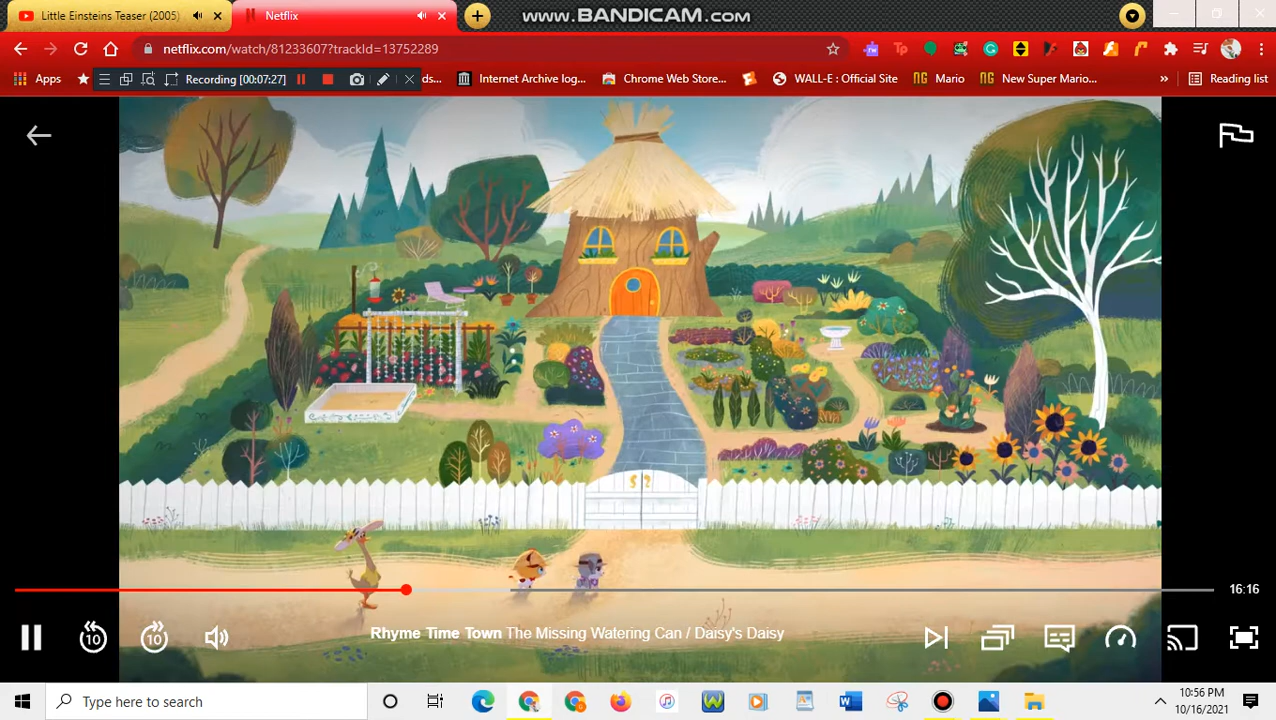 Little Einsteins Teaser (2005)
Netflix
www.BANDICAM.com
netflix.com/watch/81233607?trackId=13752289
Apps
Recording [00:07:27]
ds...
Internet Archive log...
Chrome Web Store...
WALL-E : Official Site
Mario
New Super Mario...
»
Reading list
52
16:16
10
10
Rhyme Time Town The Missing Watering Can / Daisy's Daisy
Type here to search
10:56 PM
10/16/2021